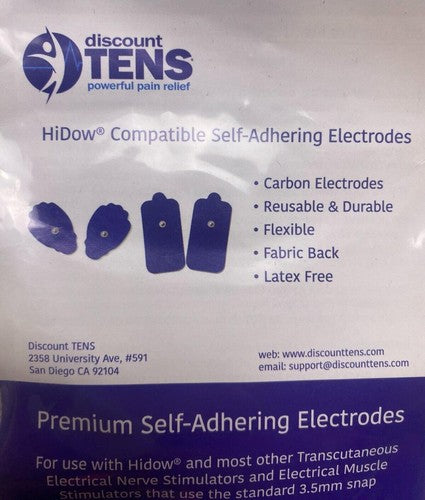 discount
TENS
powerful pain relief
HiDow® Compatible Self-Adhering Electrodes
• Carbon Electrodes
• Reusable & Durable
• Flexible
• Fabric Back
• Latex Free
Discount TENS
2358 University Ave, #591
San Diego CA 92104
web: www.discounttens.com
email: support@discounttens.com
Premium Self-Adhering Electrodes
For use with Hidow® and most other Transcutaneous
Electrical Nerve Stimulators and Electrical Muscle
Stimulators that use the standard 3.5mm snap